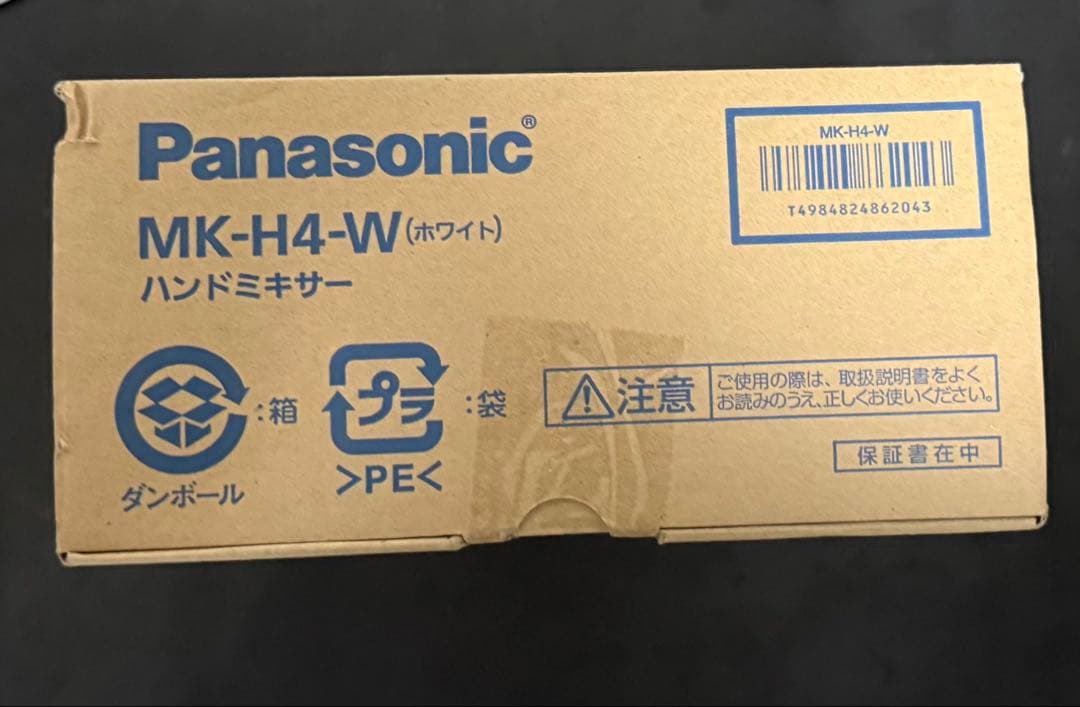 Panasonic®
MK-H4-W(ホワイト)
ハンドミキサー
MK-H4-W
T4984824862043
:箱
プラ
:袋
ダンボール
>PE<
注意
ご使用の際は、取扱説明書をよく
お読みのうえ、正しくお使いください。
保証書在中